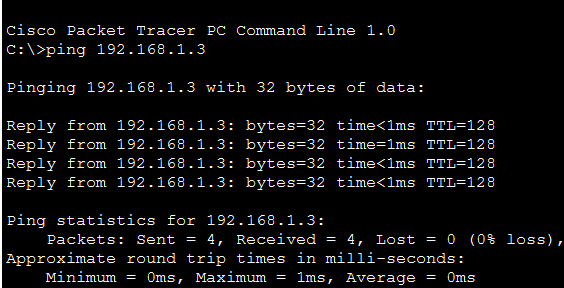 Cisco Packet Tracer PC Command Line 1.0
C:\>ping 192.168.1.3
Pinging 192.168.1.3 with 32 bytes of data:
Reply from 192.168.1.3: bytes=32 time<1ms TTL=128
Reply from 192.168.1.3: bytes=32 time=1ms TTL=128
Reply from 192.168.1.3: bytes=32 time<1ms TTL=128
Reply from 192.168.1.3: bytes=32 time<1ms TTL=128
Ping statistics for 192.168.1.3:
    Packets: Sent = 4, Received = 4, Lost = 0 (0% loss),
Approximate round trip times in milli-seconds:
    Minimum = 0ms, Maximum = 1ms, Average = 0ms